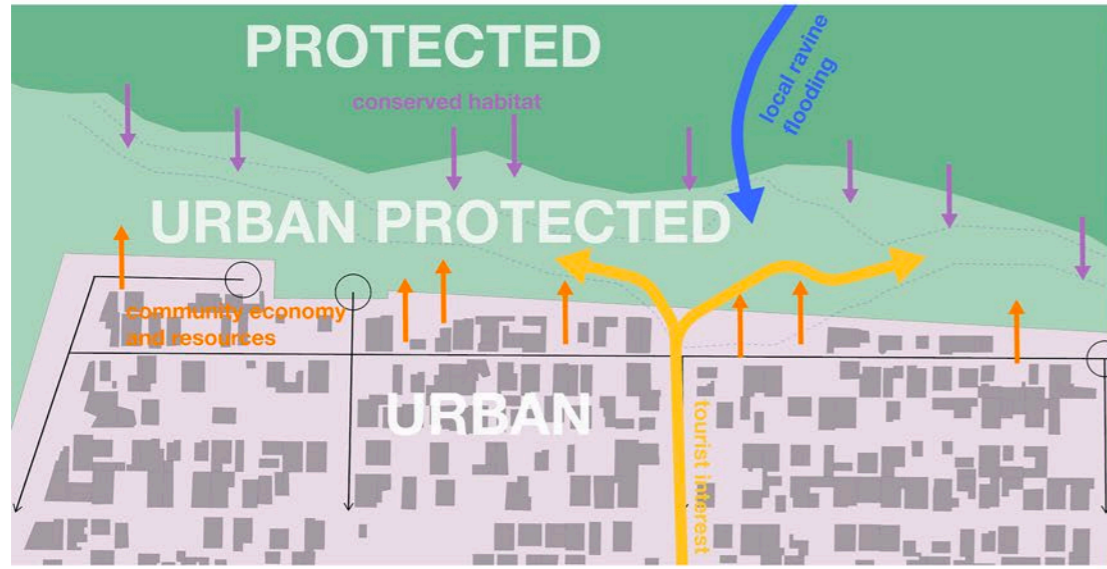 PROTECTED
conserved habitat
local ravine
flooding
URBAN PROTECTED
community economy
and resources
URBAN
tourist interest